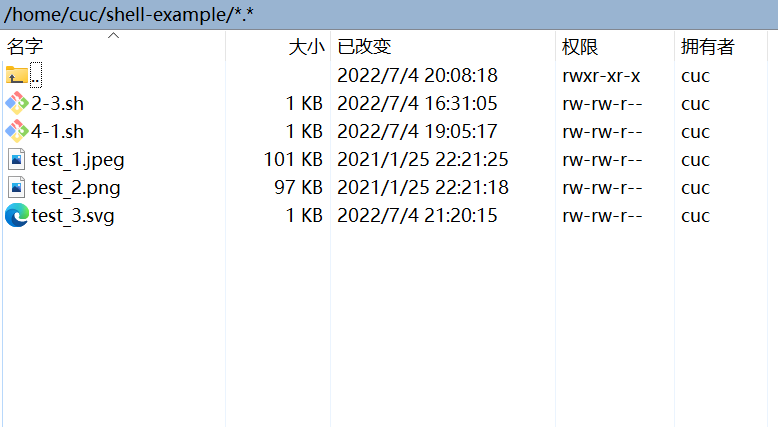 /home/cuc/shell-example/*.*
名字 大小 已改变 权限 拥有者
.. 2022/7/4 20:08:18 rwxr-xr-x cuc
2-3.sh 1 KB 2022/7/4 16:31:05 rw-rw-r-- cuc
4-1.sh 1 KB 2022/7/4 19:05:17 rw-rw-r-- cuc
test_1.jpeg 101 KB 2021/1/25 22:21:25 rw-rw-r-- cuc
test_2.png 97 KB 2021/1/25 22:21:18 rw-rw-r-- cuc
test_3.svg 1 KB 2022/7/4 21:20:15 rw-rw-r-- cuc